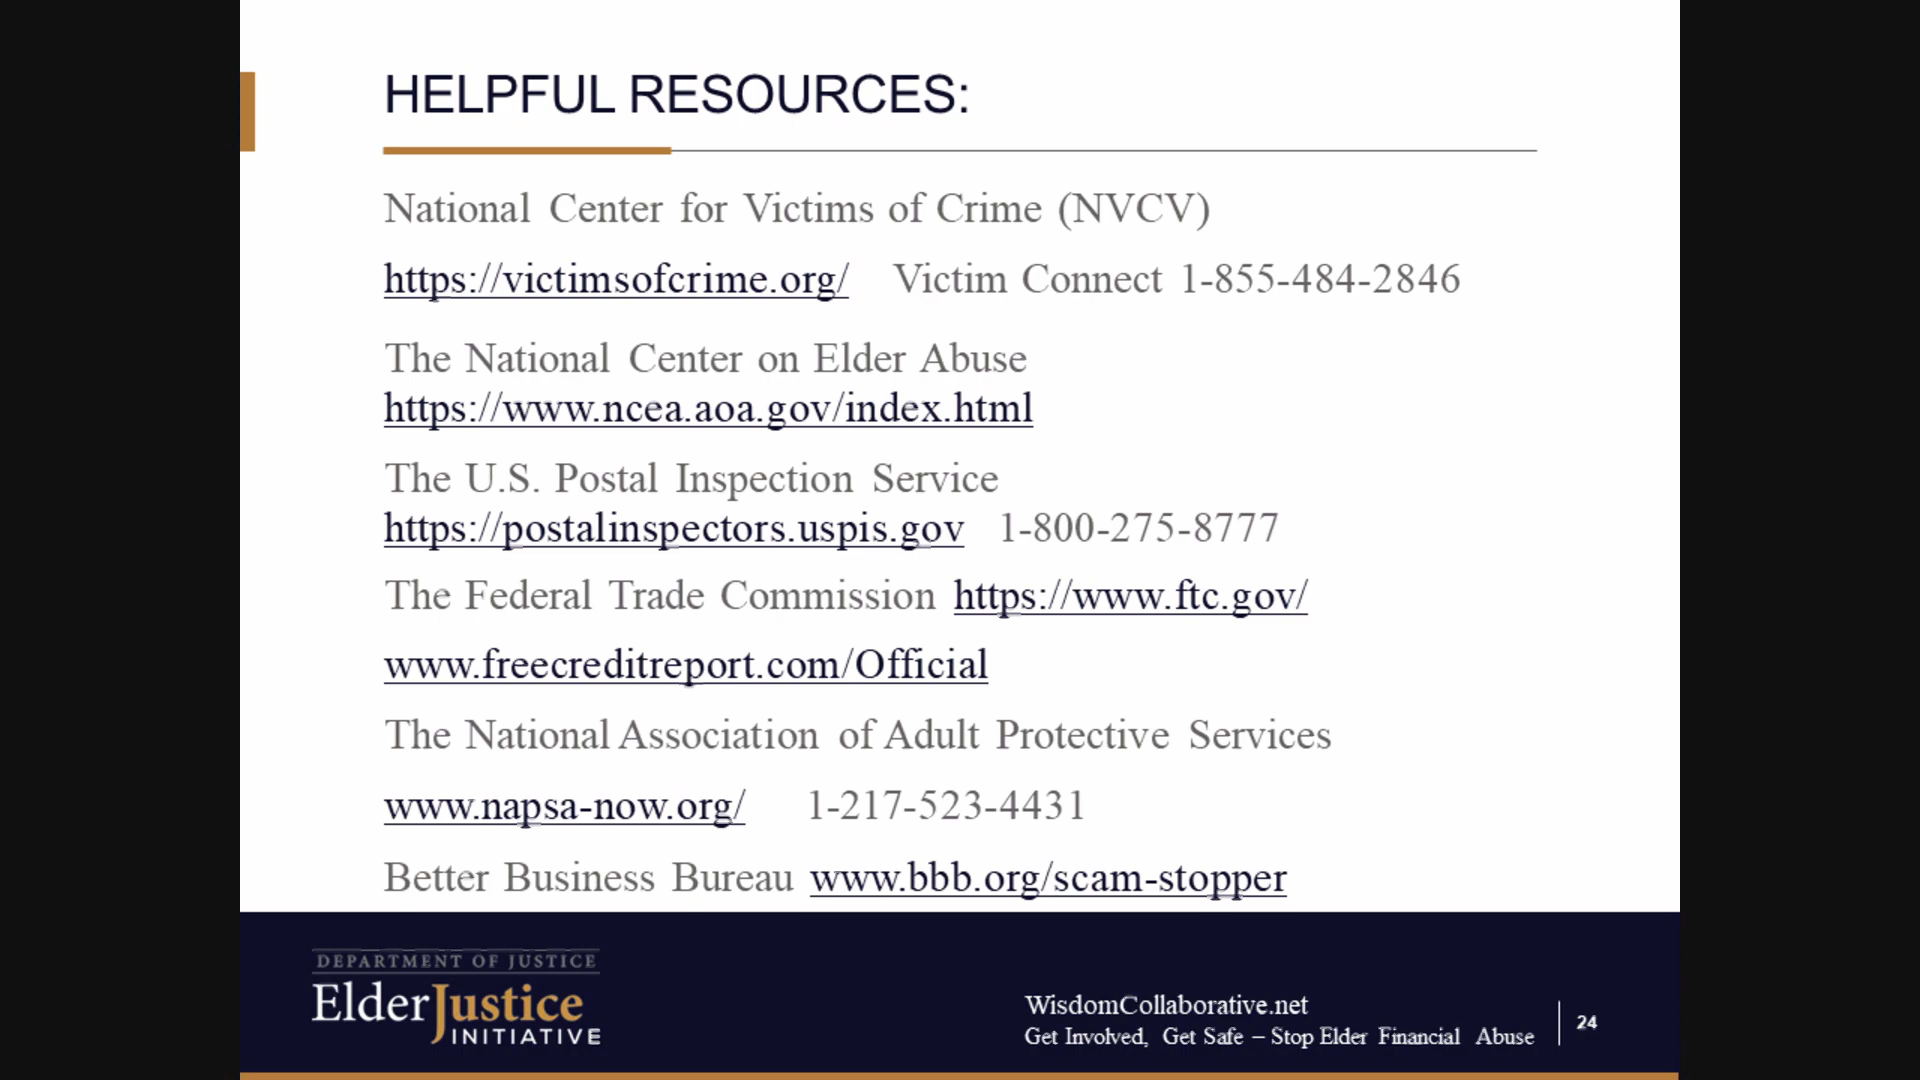 HELPFUL RESOURCES:
National Center for Victims of Crime (NVCV)
https://victimsofcrime.org/ Victim Connect 1-855-484-2846
The National Center on Elder Abuse
https://www.ncea.aoa.gov/index.html
The U.S. Postal Inspection Service
https://postalinspectors.uspis.gov 1-800-275-8777
The Federal Trade Commission https://www.ftc.gov/
www.freecreditreport.com/Official
The National Association of Adult Protective Services
www.napsa-now.org/ 1-217-523-4431
Better Business Bureau www.bbb.org/scam-stopper
DEPARTMENT OF JUSTICE
ElderJustice
INITIATIVE
WisdomCollaborative.net
Get Involved, Get Safe – Stop Elder Financial Abuse
24